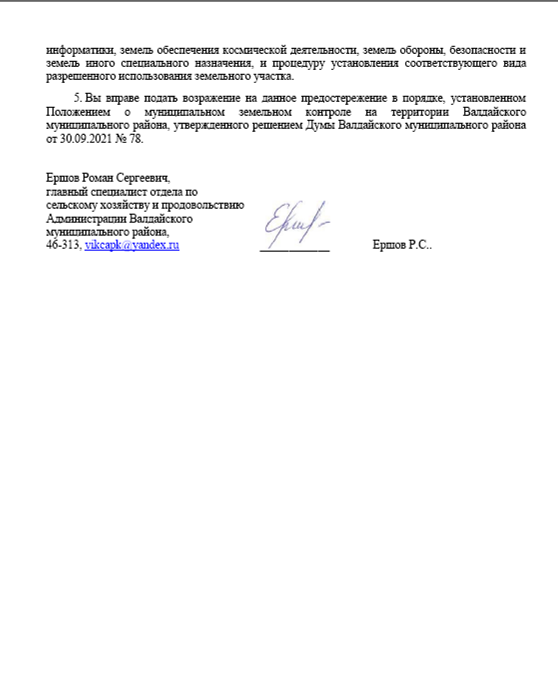 информатики, земель обеспечения космической деятельности, земель обороны, безопасности и
земель иного специального назначения, и процедуру установления соответствующего вида
разрешенного использования земельного участка.
5. Вы вправе подать возражение на данное предостережение в порядке, установленном
Положением о муниципальном земельном контроле на территории Валдайского
муниципального района, утвержденного решением Думы Валдайского муниципального района
от 30.09.2021 № 78.
Ершов Роман Сергеевич,
главный специалист отдела по
сельскому хозяйству и продовольствию
Администрации Валдайского
муниципального района,
46-313, vikcapk@yandex.ru ____________ Ершов Р.С..